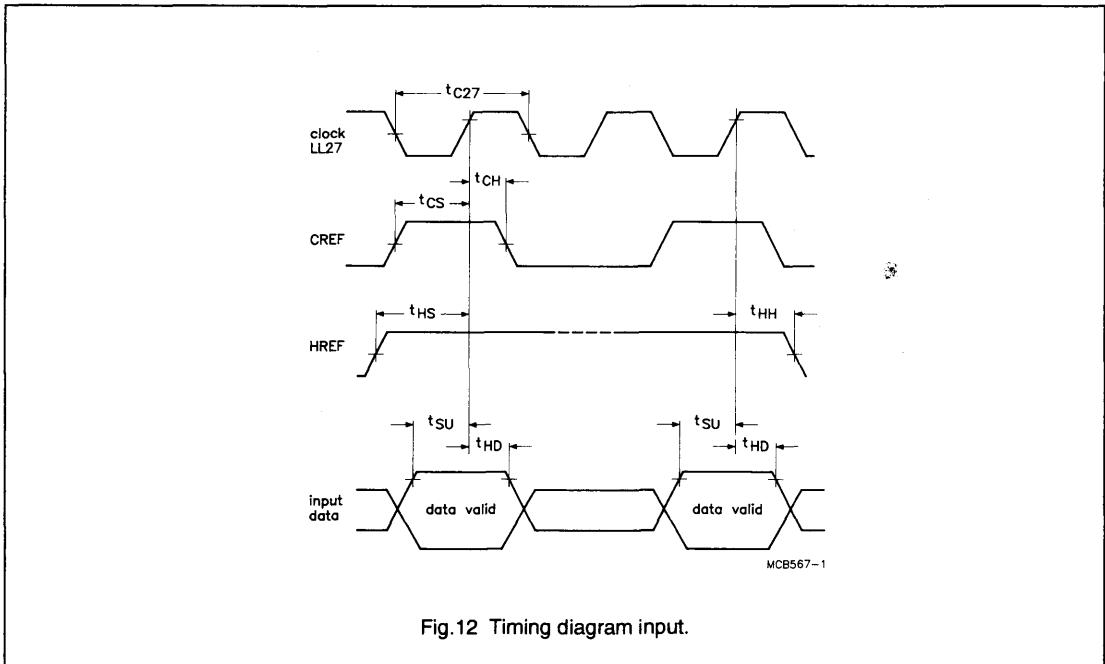 tC27
clock
LL27
tCH
tCS
CREF
tHS
tHH
HREF
tSU
tSU
tHD
tHD
input
data
data valid
data valid
MCB567-1
Fig.12 Timing diagram input.